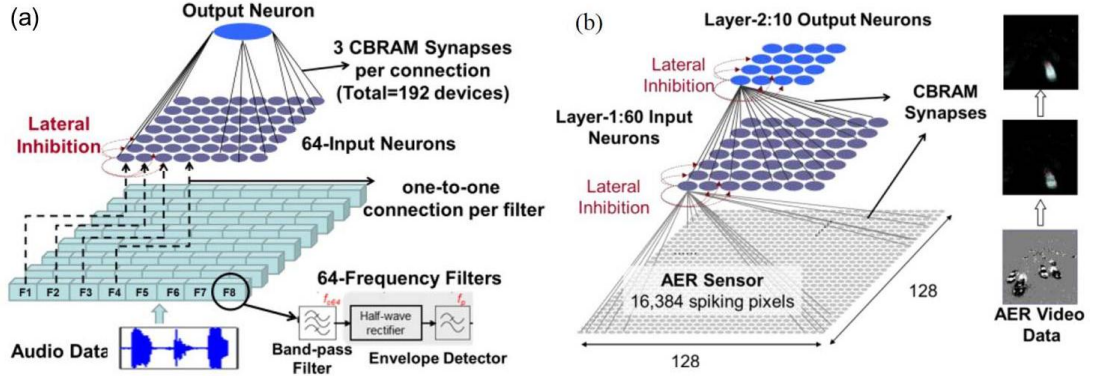 (a)
Output Neuron
3 CBRAM Synapses
per connection
(Total=192 devices)
Lateral
Inhibition
64-Input Neurons
one-to-one
connection per filter
64-Frequency Filters
F1 F2 F3 F4 F5 F6 F7 F8
Audio Data
fc64
Half-wave
rectifier
fp
Band-pass
Filter
Envelope Detector
(b)
Layer-2:10 Output Neurons
Lateral
Inhibition
Layer-1:60 Input
Neurons
CBRAM
Synapses
Lateral
Inhibition
AER Sensor
16,384 spiking pixels
128
128
AER Video
Data